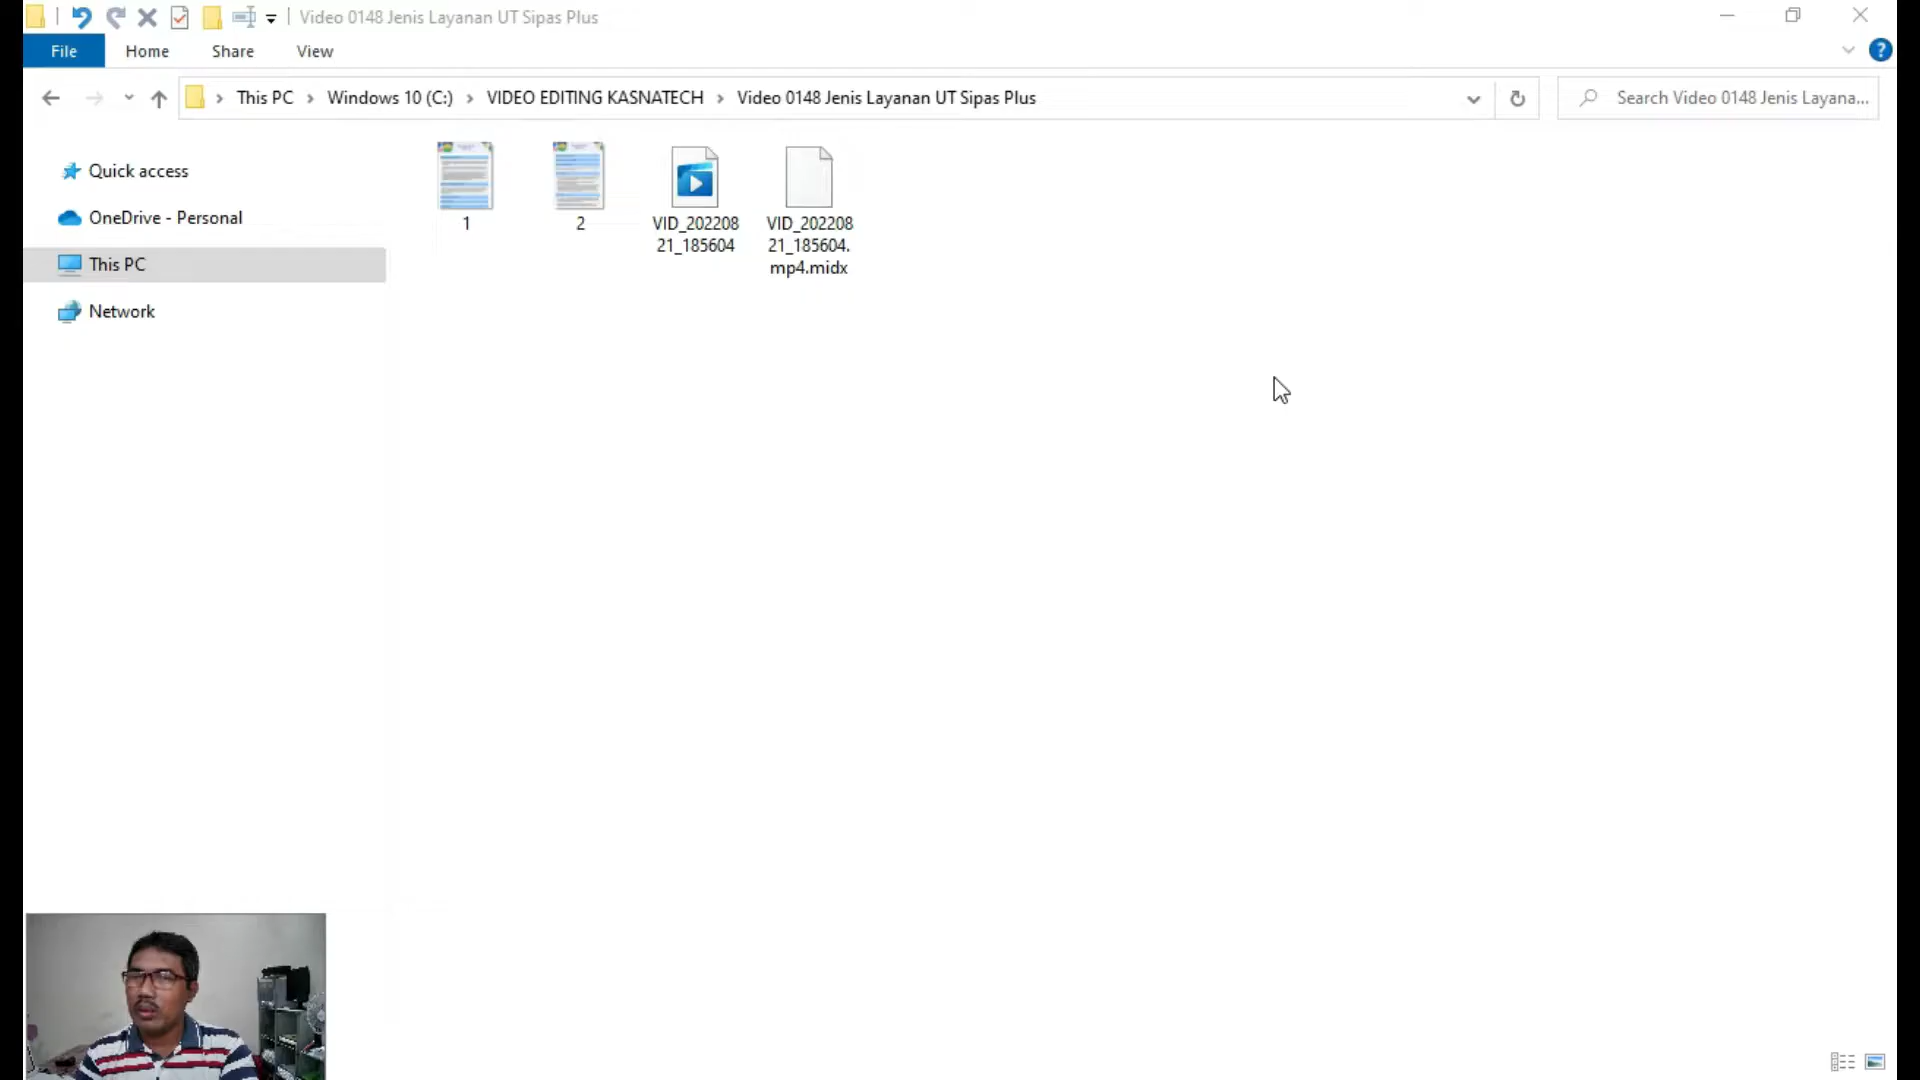 Video 0148 Jenis Layanan UT Sipas Plus
File Home Share View
?
This PC Windows 10 (C:) VIDEO EDITING KASNATECH Video 0148 Jenis Layanan UT Sipas Plus
Search Video 0148 Jenis Layana...
Quick access
OneDrive - Personal
This PC
Network
1
2
VID_202208
21_185604
VID_202208
21_185604.
mp4.midx